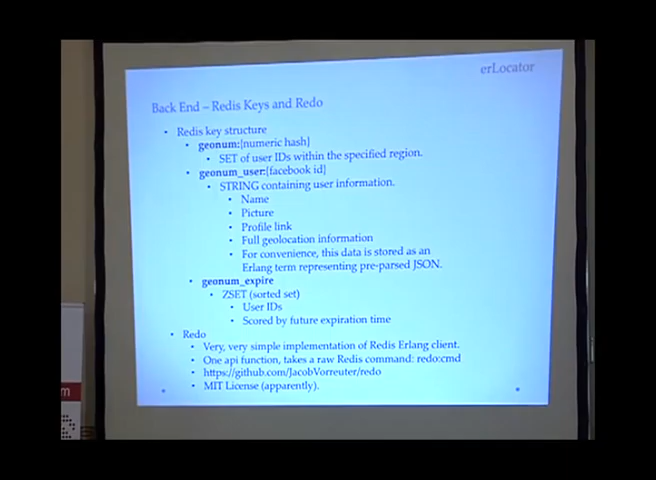 erLocator
Back End – Redis Keys and Redo
• Redis key structure
• geonum:{numeric hash}
• SET of user IDs within the specified region.
• geonum_user:{facebook id}
• STRING containing user information.
• Name
• Picture
• Profile link
• Full geolocation information
• For convenience, this data is stored as an
Erlang term representing pre-parsed JSON.
• geonum_expire
• ZSET (sorted set)
• User IDs
• Scored by future expiration time
• Redo
• Very, very simple implementation of Redis Erlang client.
• One api function, takes a raw Redis command: redo:cmd
• https://github.com/JacobVorreuter/redo
• MIT License (apparently).
m